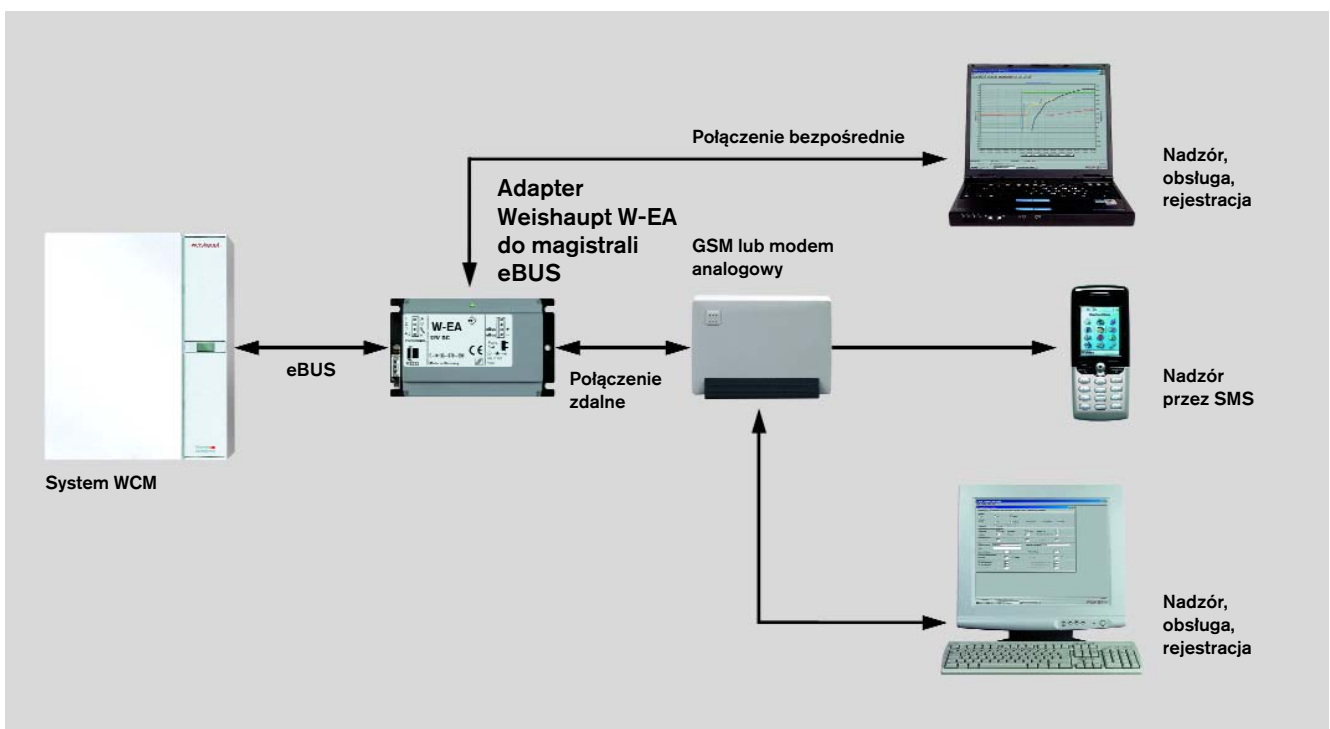 Połączenie bezpośrednie
Nadzór,
obsługa,
rejestracja
Adapter
Weishaupt W-EA
do magistrali
eBUS
GSM lub modem
analogowy
W-EA
eBUS
Połączenie
zdalne
Nadzór
przez SMS
System WCM
Nadzór,
obsługa,
rejestracja